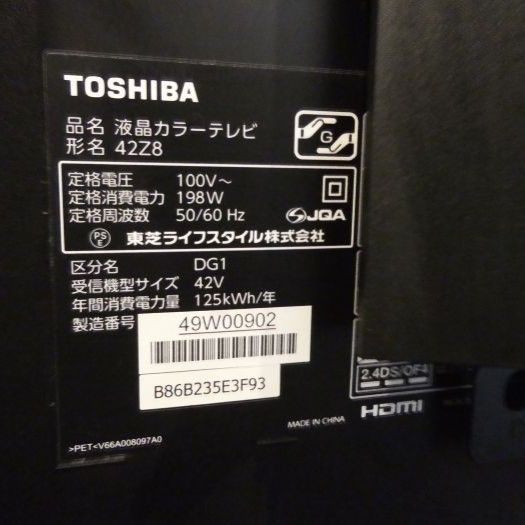 TOSHIBA
品名 液晶カラーテレビ
形名 42Z8
G
定格電圧 100V～
定格消費電力 198W
定格周波数 50/60 Hz
JQA
PS
E
東芝ライフスタイル株式会社
区分名 DG1
受信機型サイズ 42V
年間消費電力量 125kWh/年
製造番号 49W00902
B86B235E3F93
2.4DS/OF4
HDMI
MADE IN CHINA
>PET<V66A008097A0